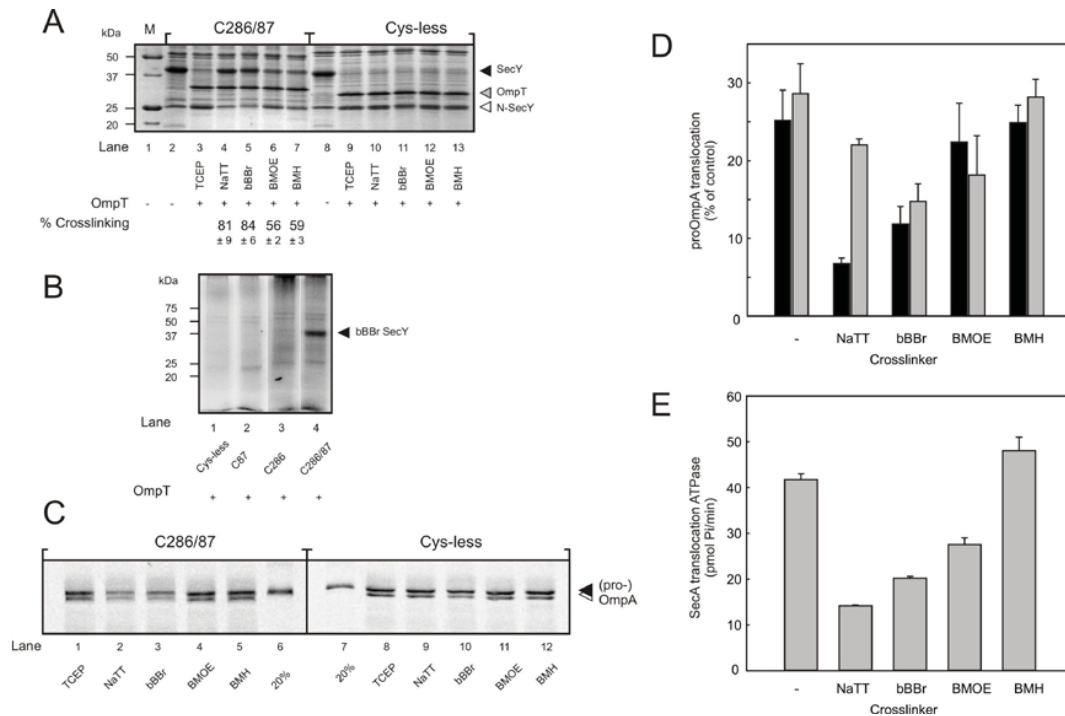 A
C286/87
Cys-less
kDa
M
50
37
25
20
SecY
OmpT
N-SecY
Lane
1 2 3 4 5 6 7 8 9 10 11 12 13
TCEP NaTT bBBr BMOE BMH TCEP NaTT bBBr BMOE BMH
OmpT
- - + + + + + - + + + + +
% Crosslinking
81 84 56 59
± 9 ± 6 ± 2 ± 3
B
kDa
75
50
37
25
20
bBBr SecY
Lane
1 2 3 4
Cys-less C87 C286 C286/87
OmpT
+ + + +
C
C286/87
Cys-less
(pro-)
OmpA
Lane
1 2 3 4 5 6 7 8 9 10 11 12
TCEP NaTT bBBr BMOE BMH 20% 20% TCEP NaTT bBBr BMOE BMH
D
proOmpA translocation
(% of control)
30
20
10
0
- NaTT bBBr BMOE BMH
Crosslinker
E
SecA translocation ATPase
(pmol Pi/min)
60
50
40
30
20
10
0
- NaTT bBBr BMOE BMH
Crosslinker